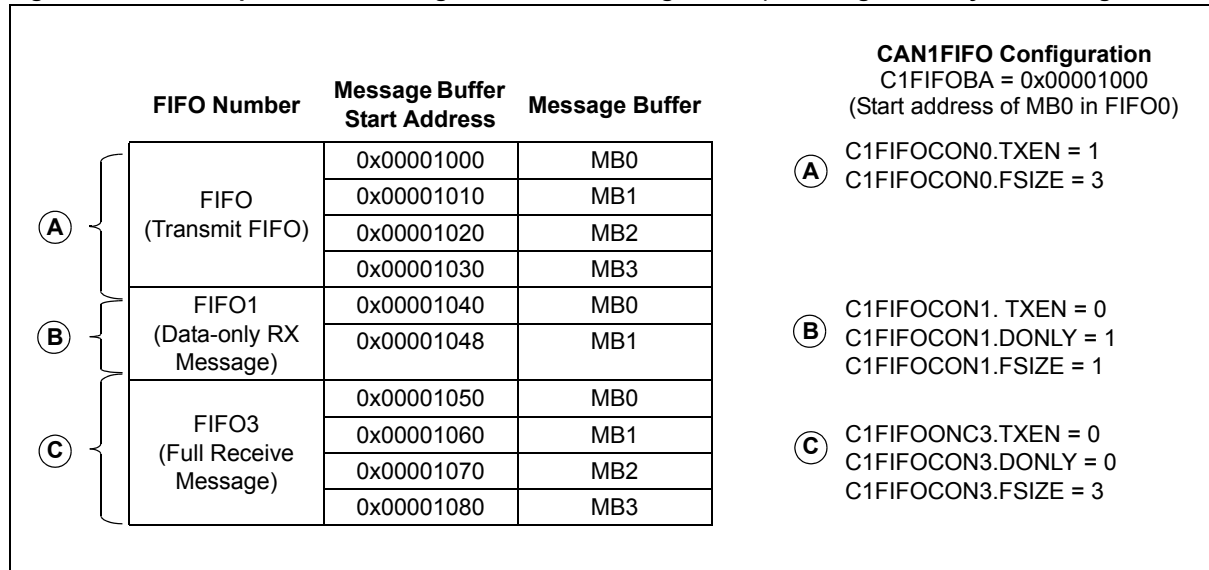 CAN1FIFO Configuration
C1FIFOBA = 0x00001000
(Start address of MB0 in FIFO0)
FIFO Number
Message Buffer
Start Address
Message Buffer
A
FIFO
(Transmit FIFO)
0x00001000 MB0
0x00001010 MB1
0x00001020 MB2
0x00001030 MB3
B
FIFO1
(Data-only RX
Message)
0x00001040 MB0
0x00001048 MB1
C
FIFO3
(Full Receive
Message)
0x00001050 MB0
0x00001060 MB1
0x00001070 MB2
0x00001080 MB3
A
C1FIFOCON0.TXEN = 1
C1FIFOCON0.FSIZE = 3
B
C1FIFOCON1. TXEN = 0
C1FIFOCON1.DONLY = 1
C1FIFOCON1.FSIZE = 1
C
C1FIFOONC3.TXEN = 0
C1FIFOCON3.DONLY = 0
C1FIFOCON3.FSIZE = 3